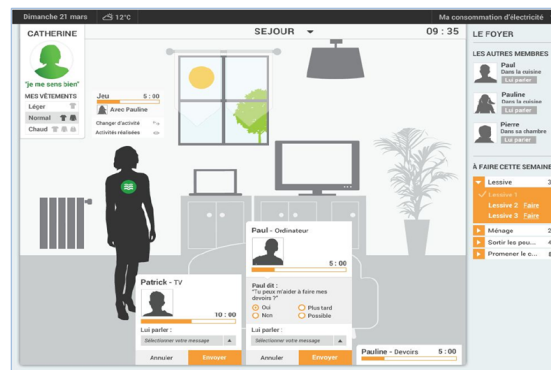 Dimanche 21 mars
12°C
Ma consommation d'électricité
CATHERINE
"je me sens bien"
MES VÊTEMENTS
Léger
Normal
Chaud
SEJOUR
09 : 35
Jeu 5 : 00
Avec Pauline
Changer d'activité
Activités réalisées
Patrick - TV
10 : 00
Lui parler :
Sélectionner votre message
Annuler Envoyer
Paul - Ordinateur
5 : 00
Paul dit :
"Tu peux m'aider à faire mes
devoirs ?"
Oui Plus tard
Non Possible
Lui parler :
Sélectionner votre message
Annuler Envoyer
Pauline - Devoirs 5 : 00
LE FOYER
LES AUTRES MEMBRES
Paul
Dans la cuisine
Lui parler
Pauline
Dans la cuisine
Lui parler
Pierre
Dans sa chambre
Lui parler
À FAIRE CETTE SEMAINE
Lessive 3
Lessive 1
Lessive 2 Faire
Lessive 3 Faire
Ménage 2
Sortir les peu... 4
Promener le c...